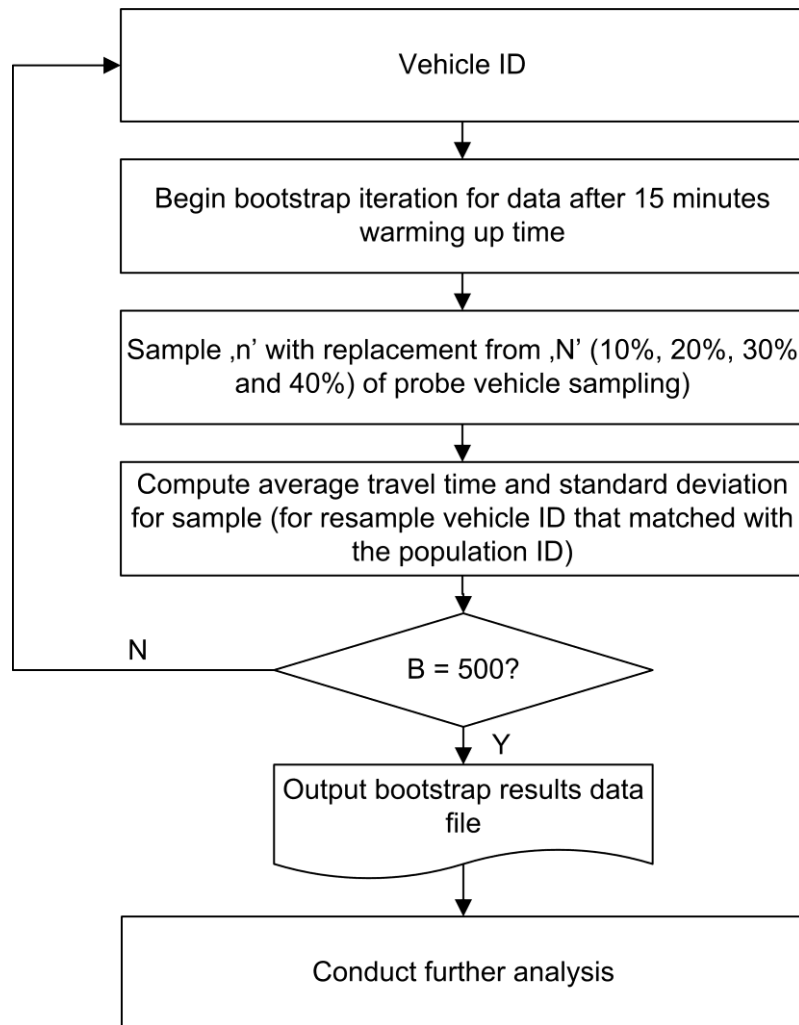 Vehicle ID
Begin bootstrap iteration for data after 15 minutes
warming up time
Sample ‚n’ with replacement from ‚N’ (10%, 20%, 30%
and 40%) of probe vehicle sampling)
Compute average travel time and standard deviation
for sample (for resample vehicle ID that matched with
the population ID)
N
B = 500?
Y
Output bootstrap results data
file
Conduct further analysis